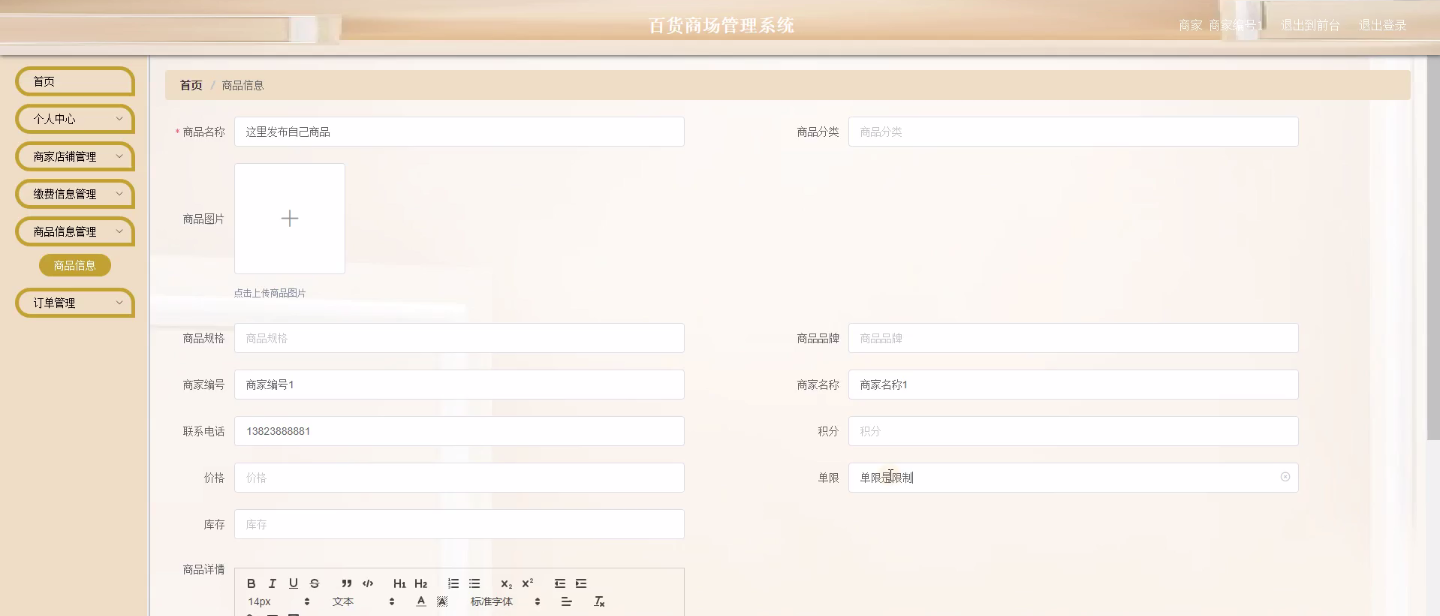 百货商场管理系统
商家 商家编号1 退出到前台 退出登录
首页
个人中心
商家店铺管理
缴费信息管理
商品信息管理
商品信息
订单管理
首页 / 商品信息
* 商品名称 这里发布自己商品 商品分类 商品分类
商品图片
点击上传商品图片
商品规格 商品规格 商品品牌 商品品牌
商家编号 商家编号1 商家名称 商家名称1
联系电话 13823888881 积分 积分
价格 价格 单限 单限是限制
库存 库存
商品详情
B I U S ” </> H1 H2 X2 X2
14px 文本 A A 标准字体 Tx